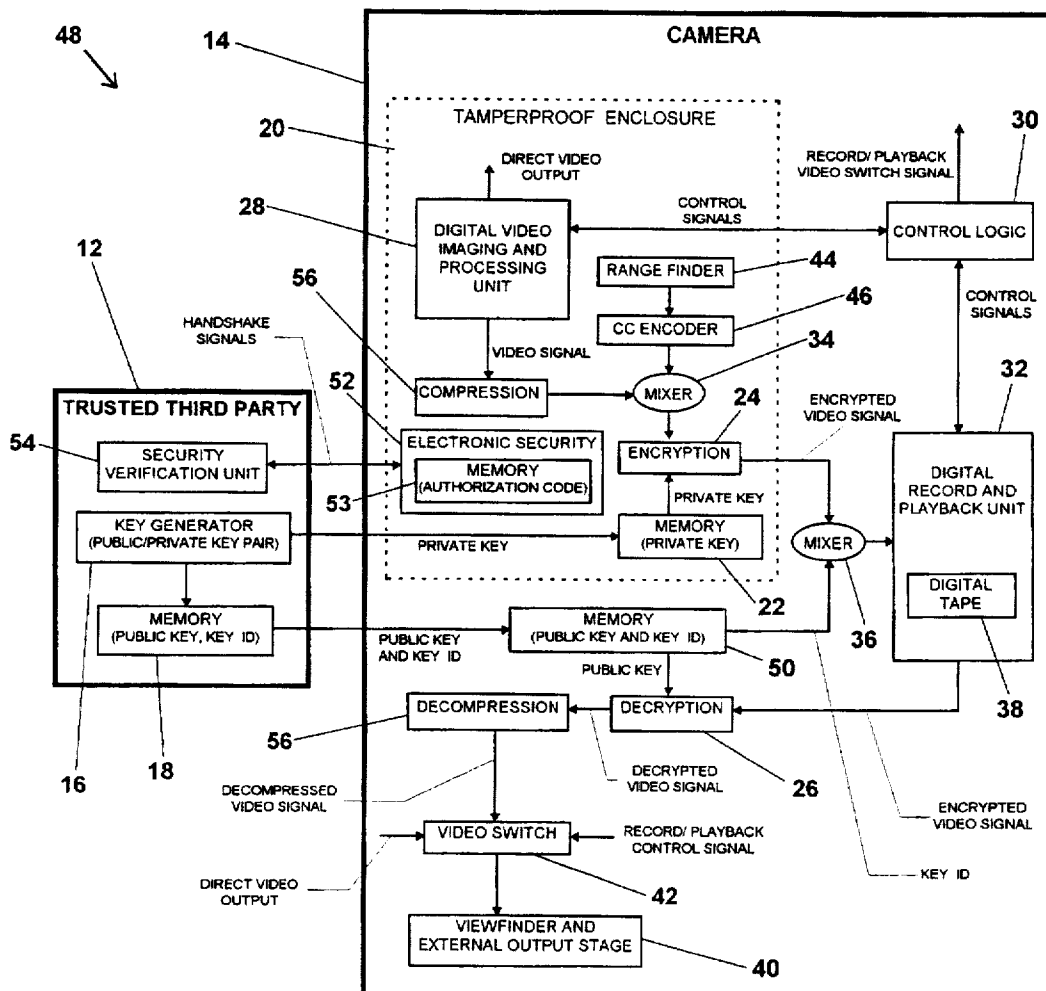 48
14
CAMERA
20
TAMPERPROOF ENCLOSURE
30
DIRECT VIDEO
OUTPUT
RECORD/ PLAYBACK
VIDEO SWITCH SIGNAL
28
DIGITAL VIDEO
IMAGING AND
PROCESSING
UNIT
CONTROL
SIGNALS
CONTROL LOGIC
12
RANGE FINDER
44
56
CC ENCODER
46
CONTROL
SIGNALS
HANDSHAKE
SIGNALS
VIDEO SIGNAL
34
52
COMPRESSION
MIXER
24
32
TRUSTED THIRD PARTY
ENCRYPTED
VIDEO SIGNAL
54
SECURITY
VERIFICATION UNIT
ELECTRONIC SECURITY
MEMORY
(AUTHORIZATION CODE)
53
ENCRYPTION
DIGITAL
RECORD AND
PLAYBACK UNIT
PRIVATE KEY
KEY GENERATOR
(PUBLIC/PRIVATE KEY PAIR)
PRIVATE KEY
MEMORY
(PRIVATE KEY)
MIXER
22
DIGITAL
TAPE
MEMORY
(PUBLIC KEY, KEY ID)
PUBLIC KEY
AND KEY ID
MEMORY
(PUBLIC KEY AND KEY ID)
36
50
PUBLIC KEY
38
16
18
56
DECOMPRESSION
DECRYPTION
26
DECOMPRESSED
VIDEO SIGNAL
DECRYPTED
VIDEO SIGNAL
ENCRYPTED
VIDEO SIGNAL
VIDEO SWITCH
RECORD/ PLAYBACK
CONTROL SIGNAL
DIRECT VIDEO
OUTPUT
42
KEY ID
VIEWFINDER AND
EXTERNAL OUTPUT STAGE
40